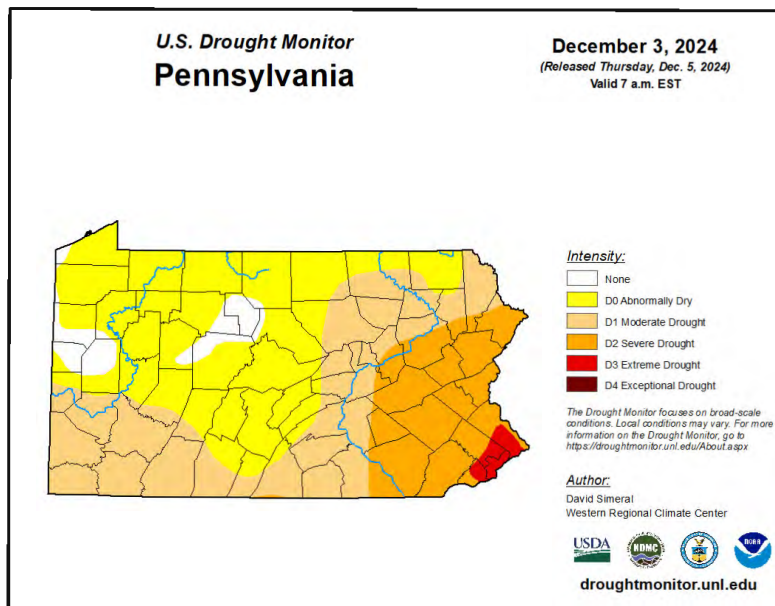 U.S. Drought Monitor
Pennsylvania
December 3, 2024
(Released Thursday, Dec. 5, 2024)
Valid 7 a.m. EST
Intensity:
None
D0 Abnormally Dry
D1 Moderate Drought
D2 Severe Drought
D3 Extreme Drought
D4 Exceptional Drought
The Drought Monitor focuses on broad-scale
conditions. Local conditions may vary. For more
information on the Drought Monitor, go to
https://droughtmonitor.unl.edu/About.aspx
Author:
David Simeral
Western Regional Climate Center
USDA
NDMC
NOAA
droughtmonitor.unl.edu